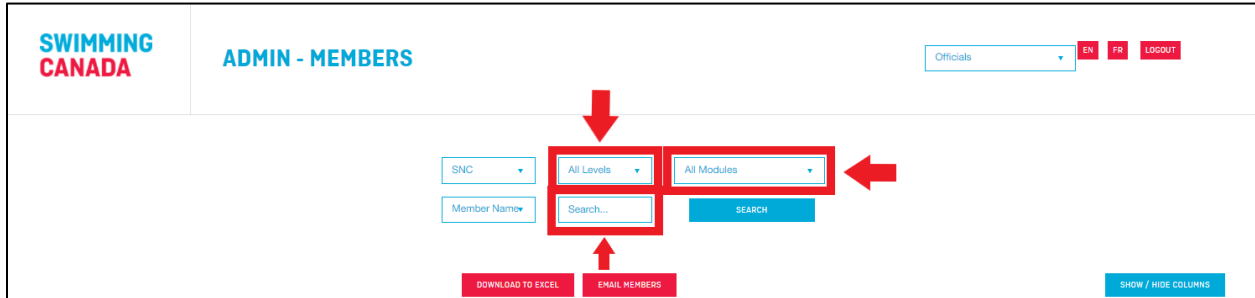 SWIMMING
CANADA
ADMIN - MEMBERS
Officials
EN
FR
LOGOUT
SNC
All Levels
All Modules
Member Name
Search...
SEARCH
DOWNLOAD TO EXCEL
EMAIL MEMBERS
SHOW / HIDE COLUMNS